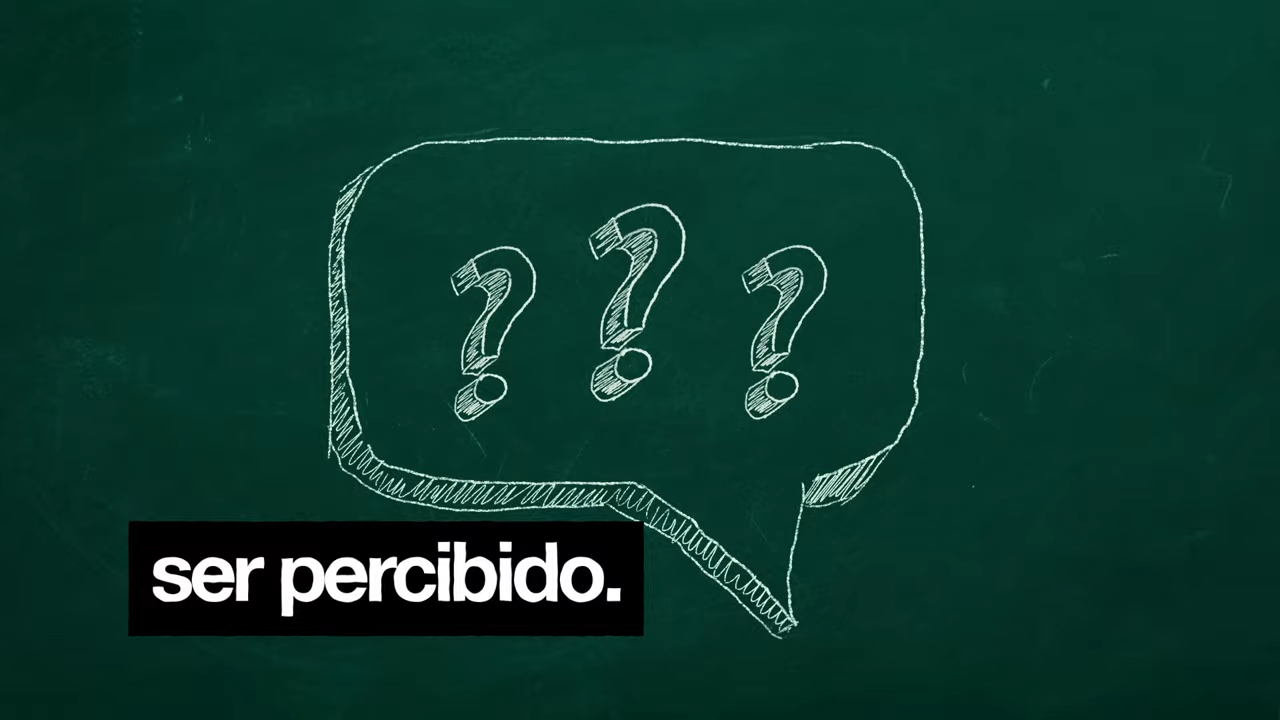 ? ? ?
ser percibido.